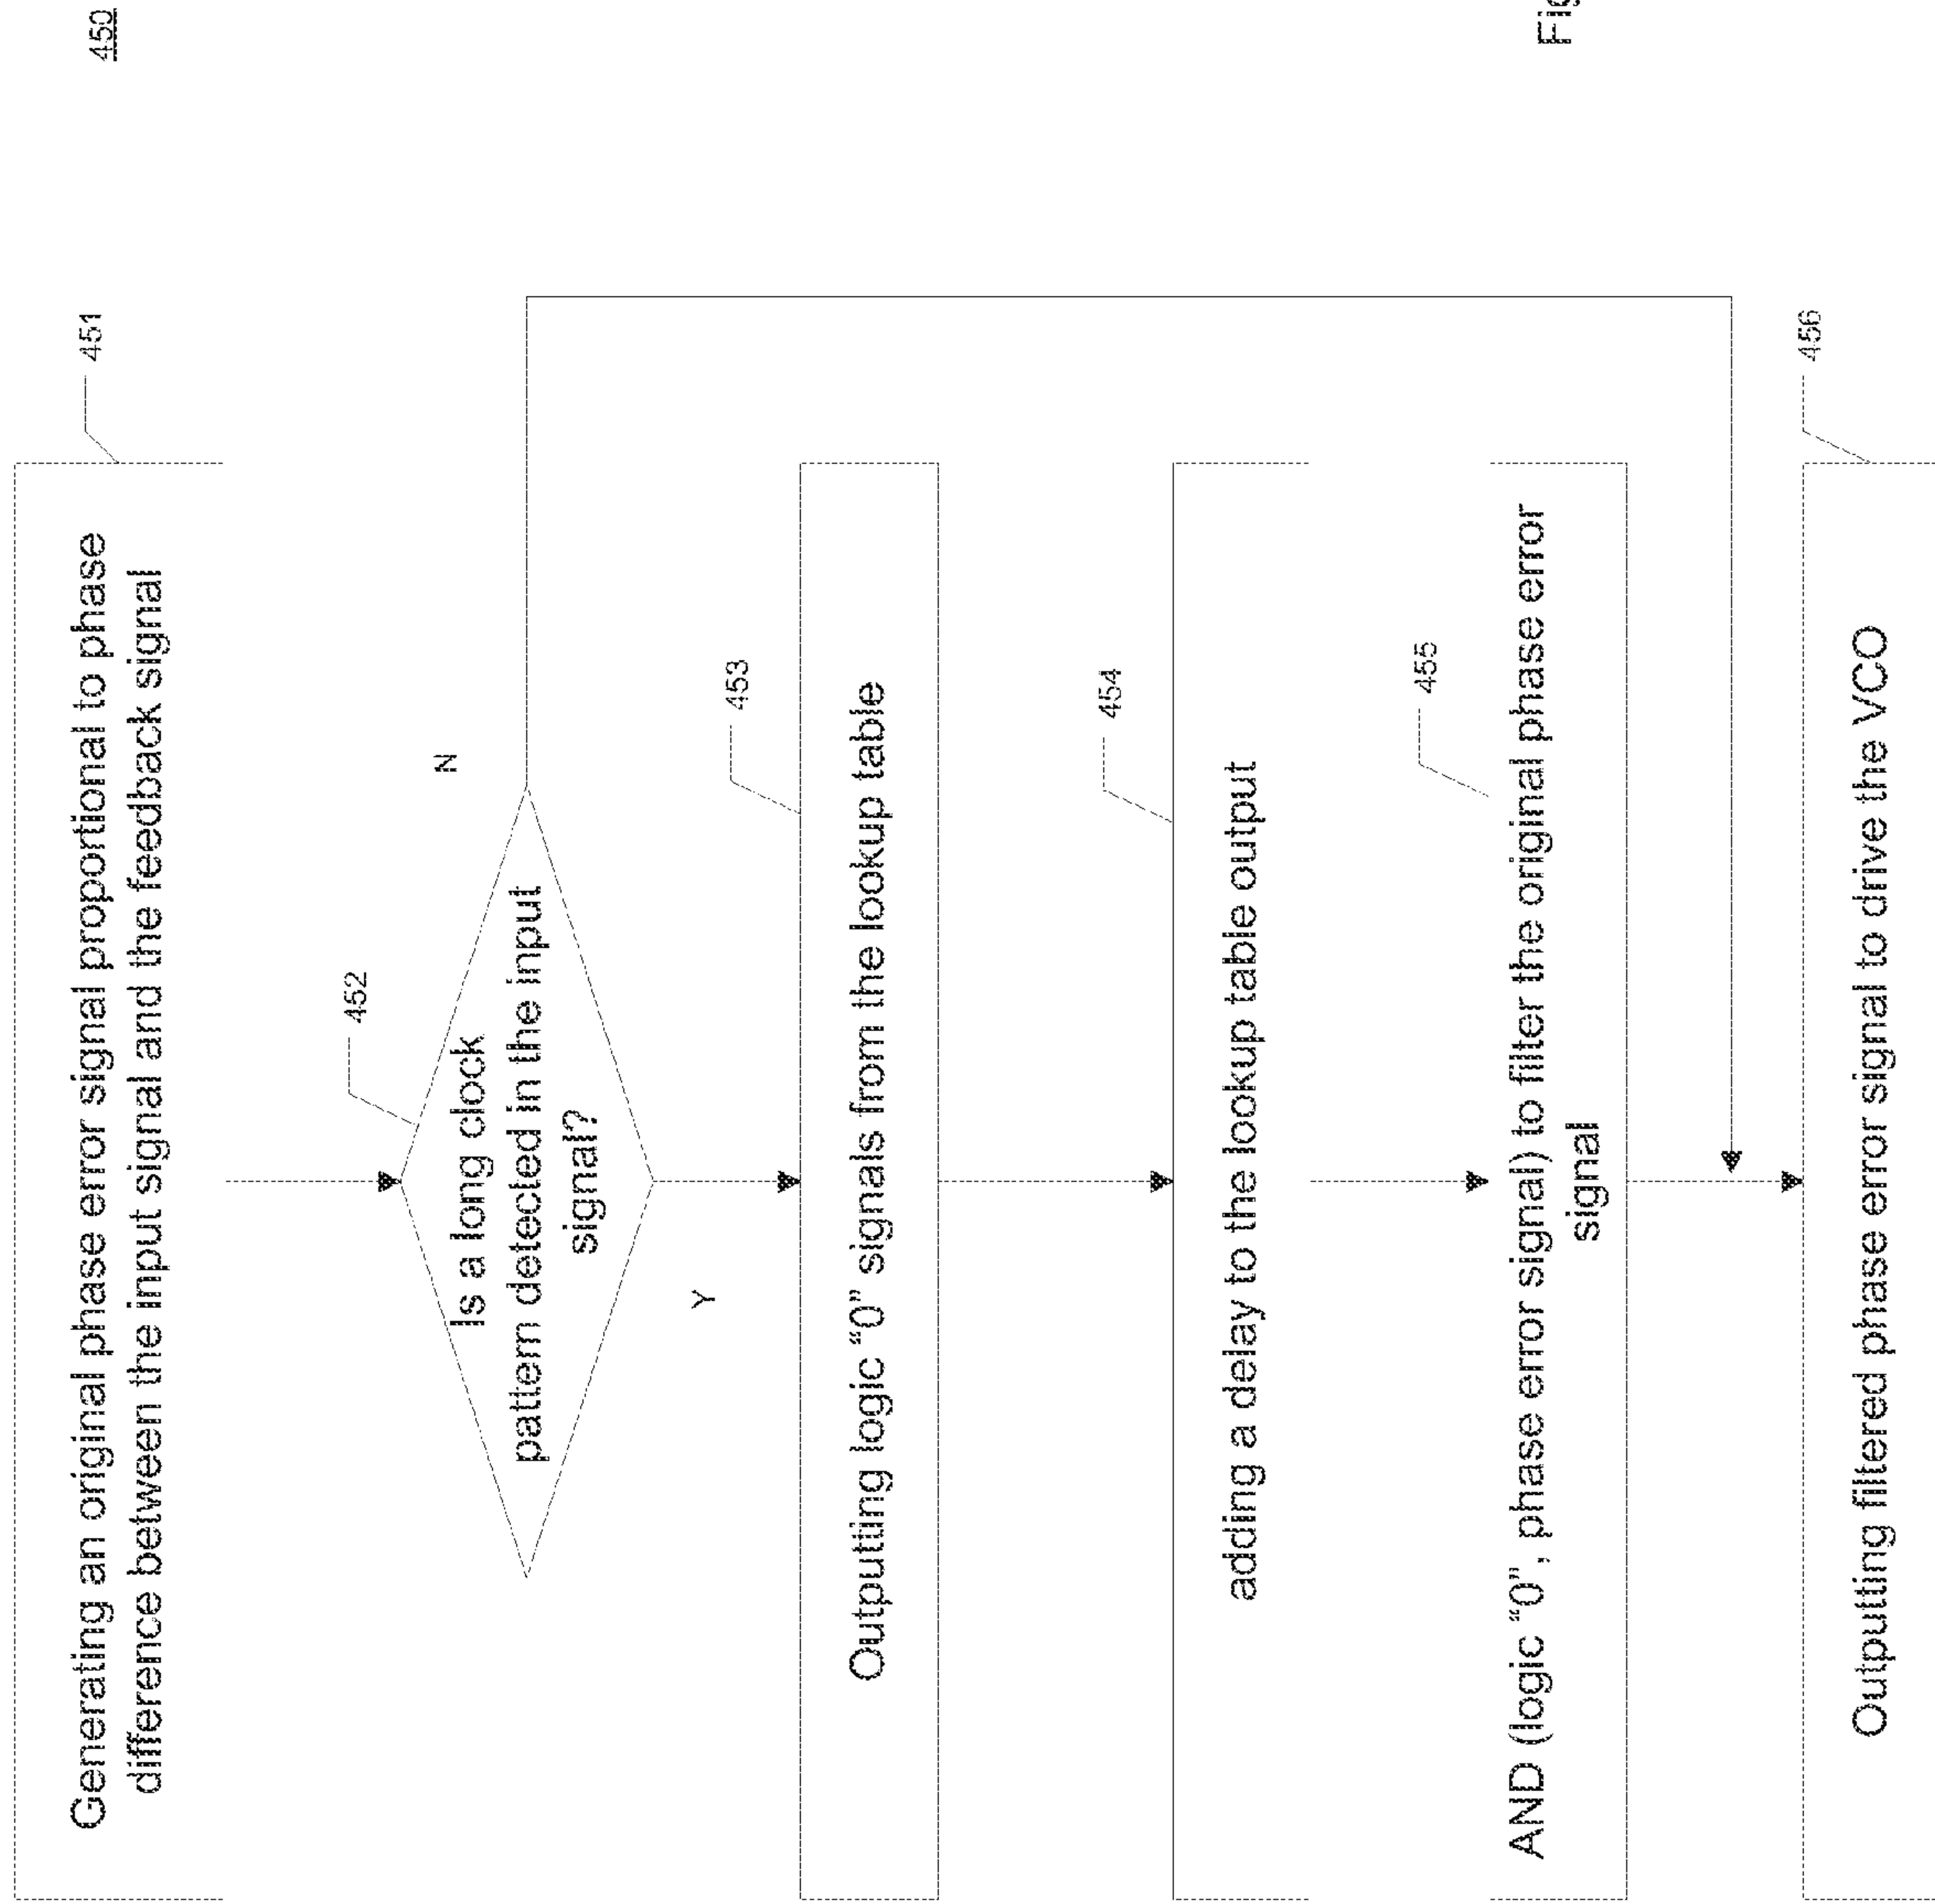 450
451
Generating an original phase error signal proportional to phase
difference between the input signal and the feedback signal
452
Is a long clock
pattern detected in the input
signal?
N
Y
453
Outputting logic “0” signals from the lookup table
454
adding a delay to the lookup table output
455
AND (logic “0”, phase error signal) to filter the original phase error
signal
456
Outputting filtered phase error signal to drive the VCO